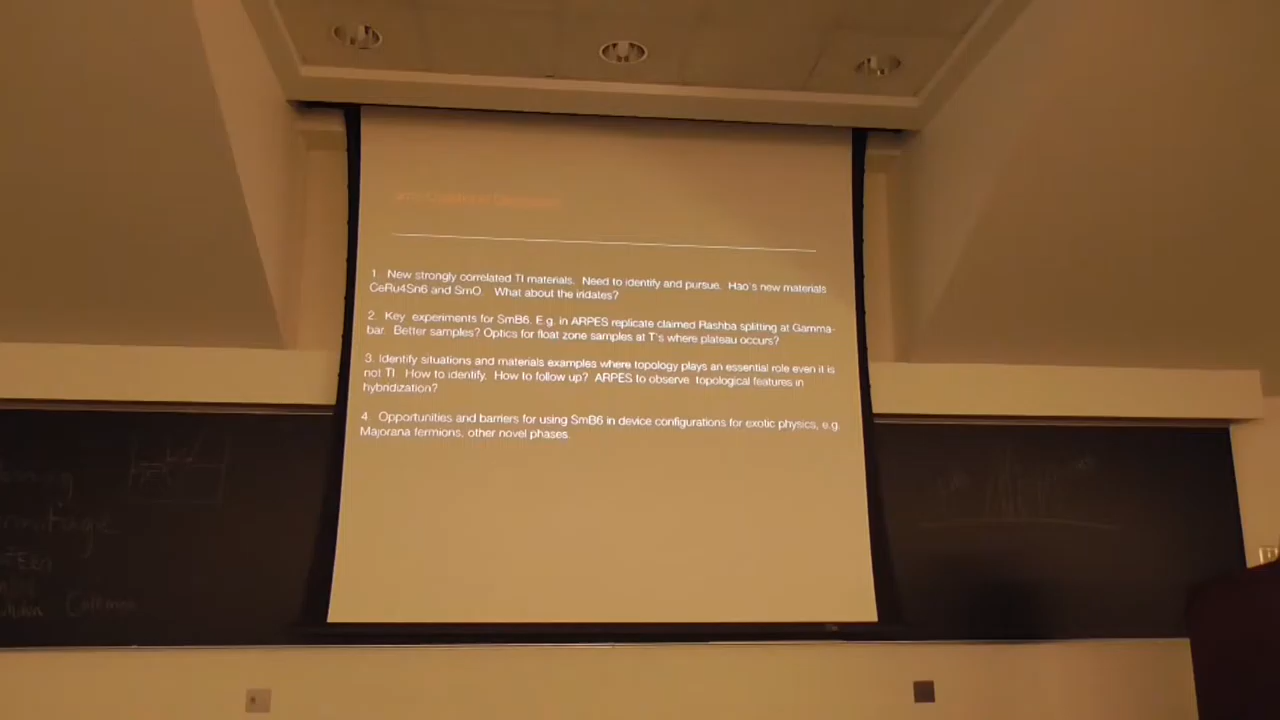 1. New strongly correlated TI materials. Need to identify and pursue. Hao's new materials
CeRu4Sn6 and SmO. What about the iridates?
2. Key experiments for SmB6. E.g. in ARPES replicate claimed Rashba splitting at Gamma-
bar. Better samples? Optics for float zone samples at T's where plateau occurs?
3. Identify situations and materials examples where topology plays an essential role even it is
not TI How to identify. How to follow up? ARPES to observe topological features in
hybridization?
4. Opportunities and barriers for using SmB6 in device configurations for exotic physics, e.g.
Majorana fermions, other novel phases.